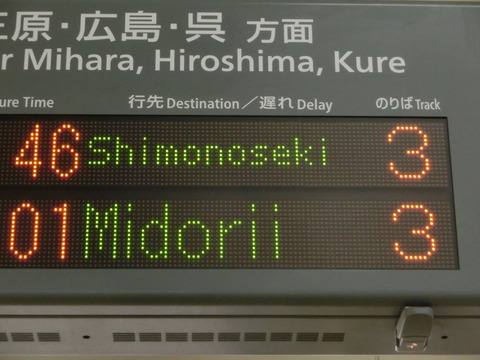 三原・広島・呉 方面
r Mihara, Hiroshima, Kure
ure Time 行先 Destination／遅れ Delay のりば Track
46 Shimonoseki 3
01 Midorii 3